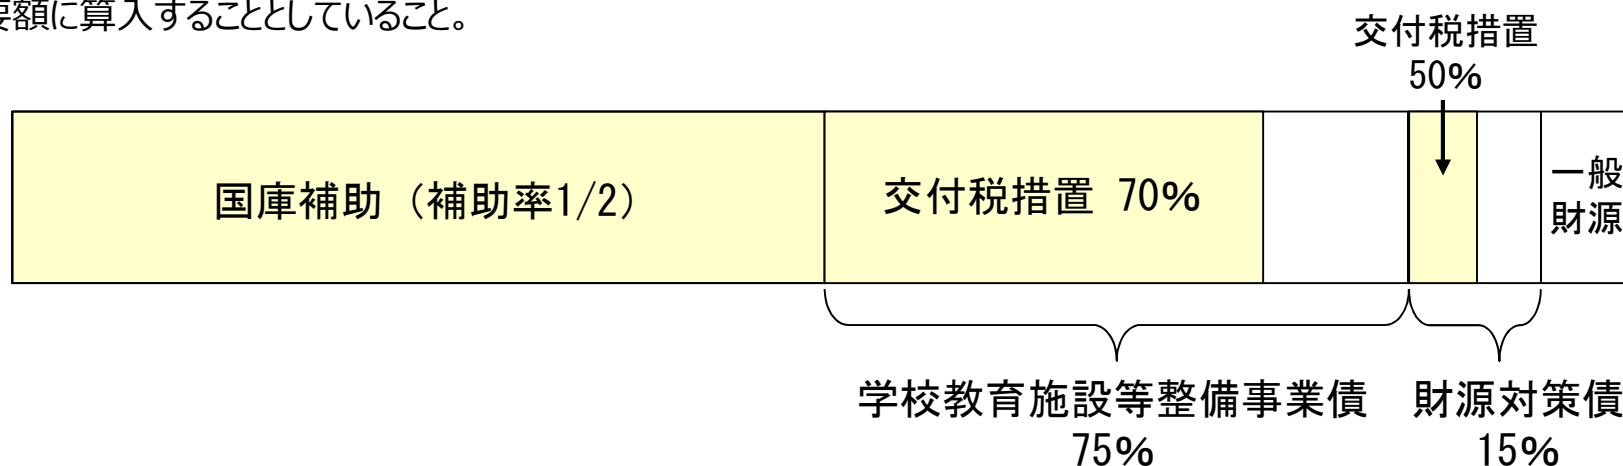 要額に算入することとしていること。
交付税措置
50%
国庫補助（補助率1/2）
交付税措置 70%
一般
財源
学校教育施設等整備事業債
75%
財源対策債
15%